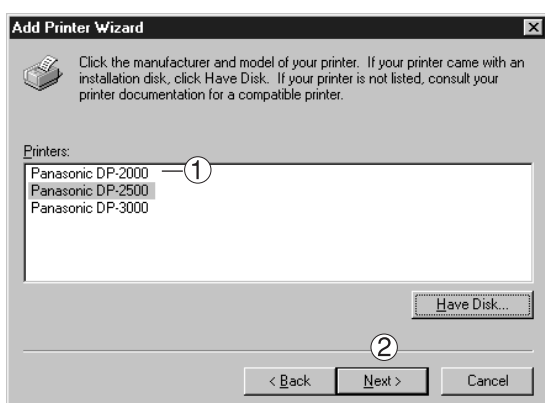 Add Printer Wizard
Click the manufacturer and model of your printer. If your printer came with an
installation disk, click Have Disk. If your printer is not listed, consult your
printer documentation for a compatible printer.
Printers:
Panasonic DP-2000 ①
Panasonic DP-2500
Panasonic DP-3000
Have Disk...
②
< Back
Next >
Cancel